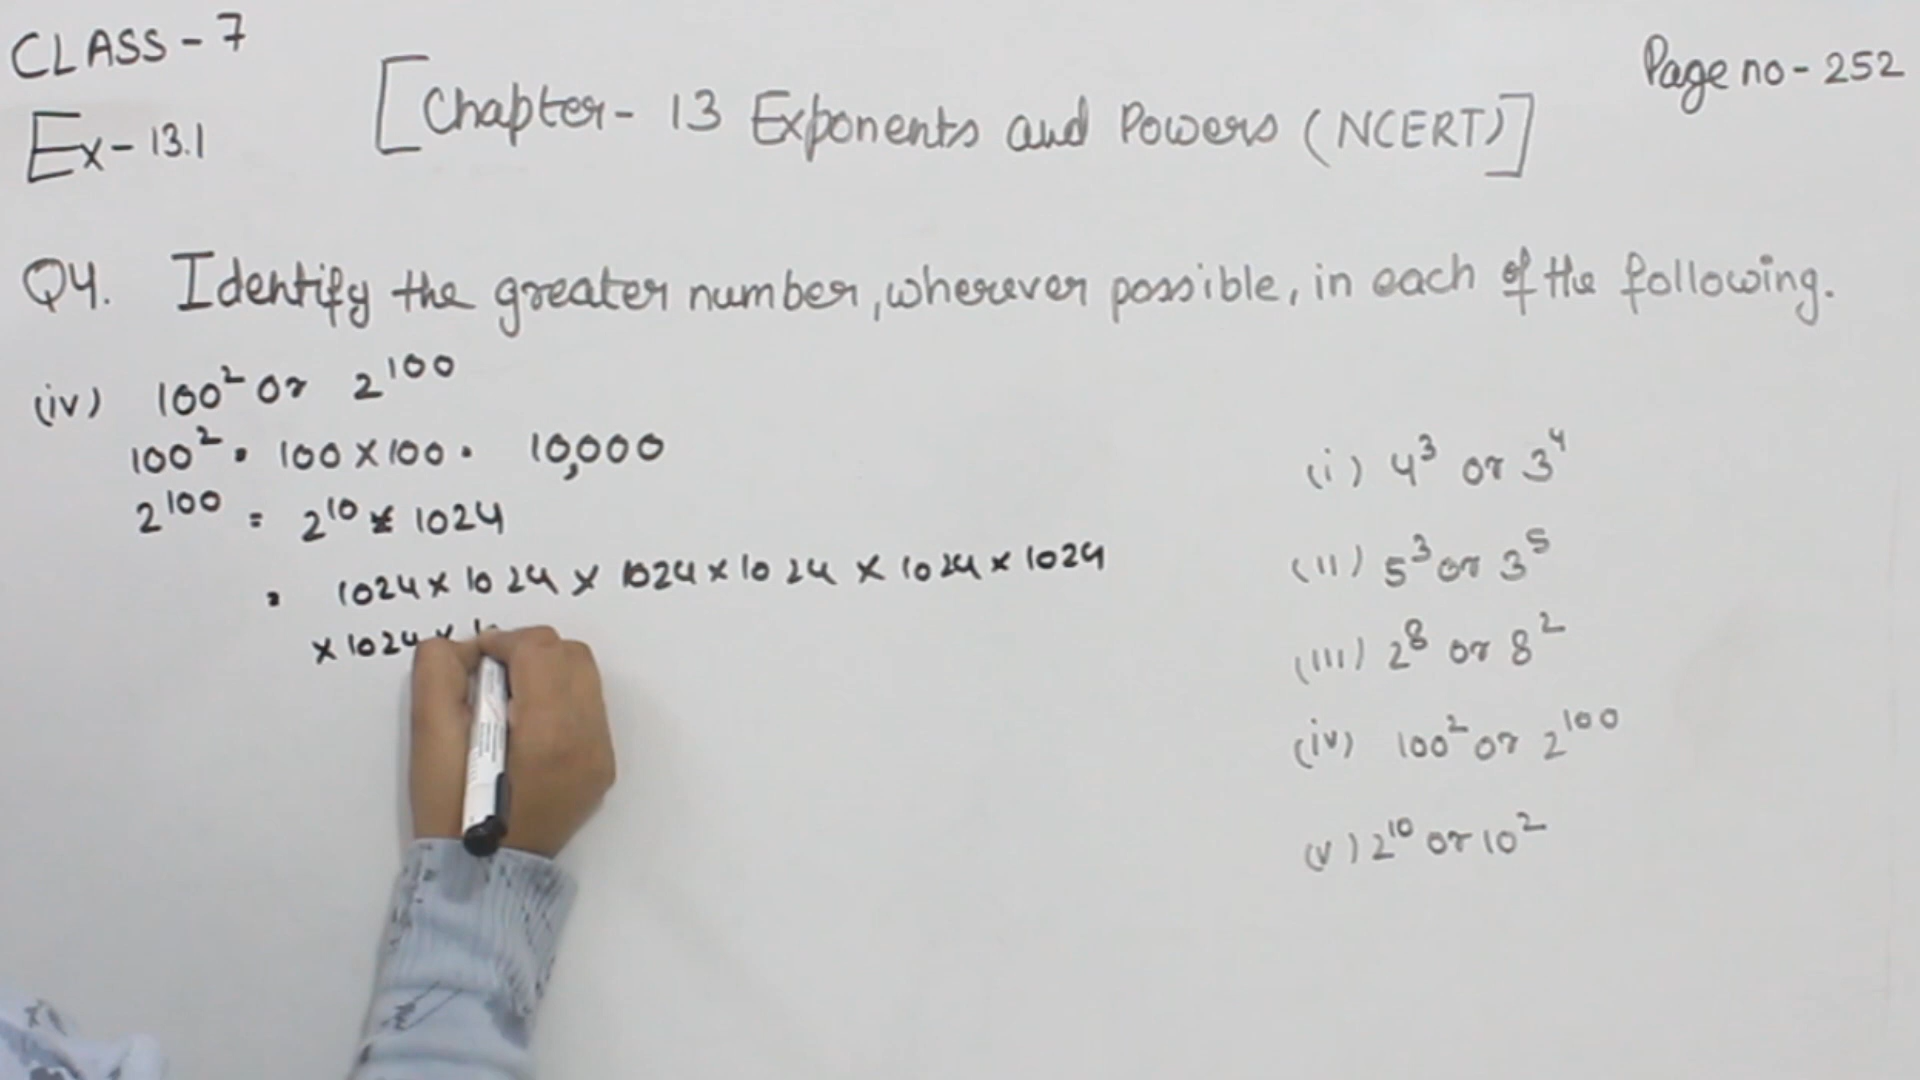 CLASS - 7
Ex - 13.1
[Chapter - 13 Exponents and Powers (NCERT)]
Page no - 252
Q4. Identify the greater number, wherever possible, in each of the following.
(iv) 100² or 2¹⁰⁰
100² = 100 × 100 = 10,000
2¹⁰⁰ = 2¹⁰ = 1024
= 1024 × 1024 × 1024 × 1024 × 1024 × 1024
× 1024 ×
(i) 4³ or 3⁴
(ii) 5³ or 3⁵
(iii) 2⁸ or 8²
(iv) 100² or 2¹⁰⁰
(v) 2¹⁰ or 10²